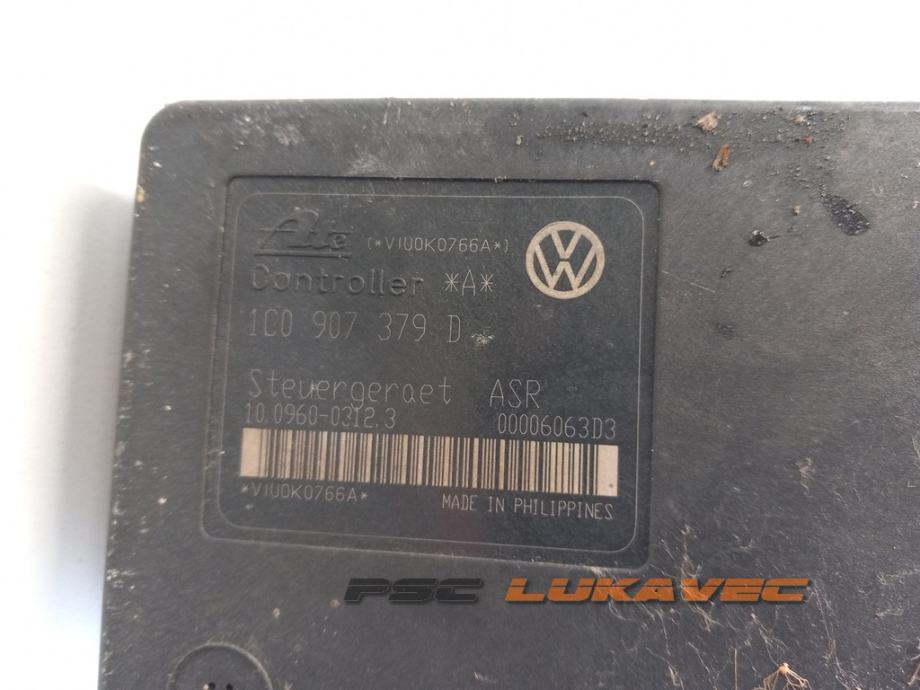 Ate (*VIU0K0766A*)
Controller *A*
1C0 907 379 D
Steuergeraet ASR
10.0960-0312.3 00006063D3
*VIU0K0766A* MADE IN PHILIPPINES
PSC LUKAVEC